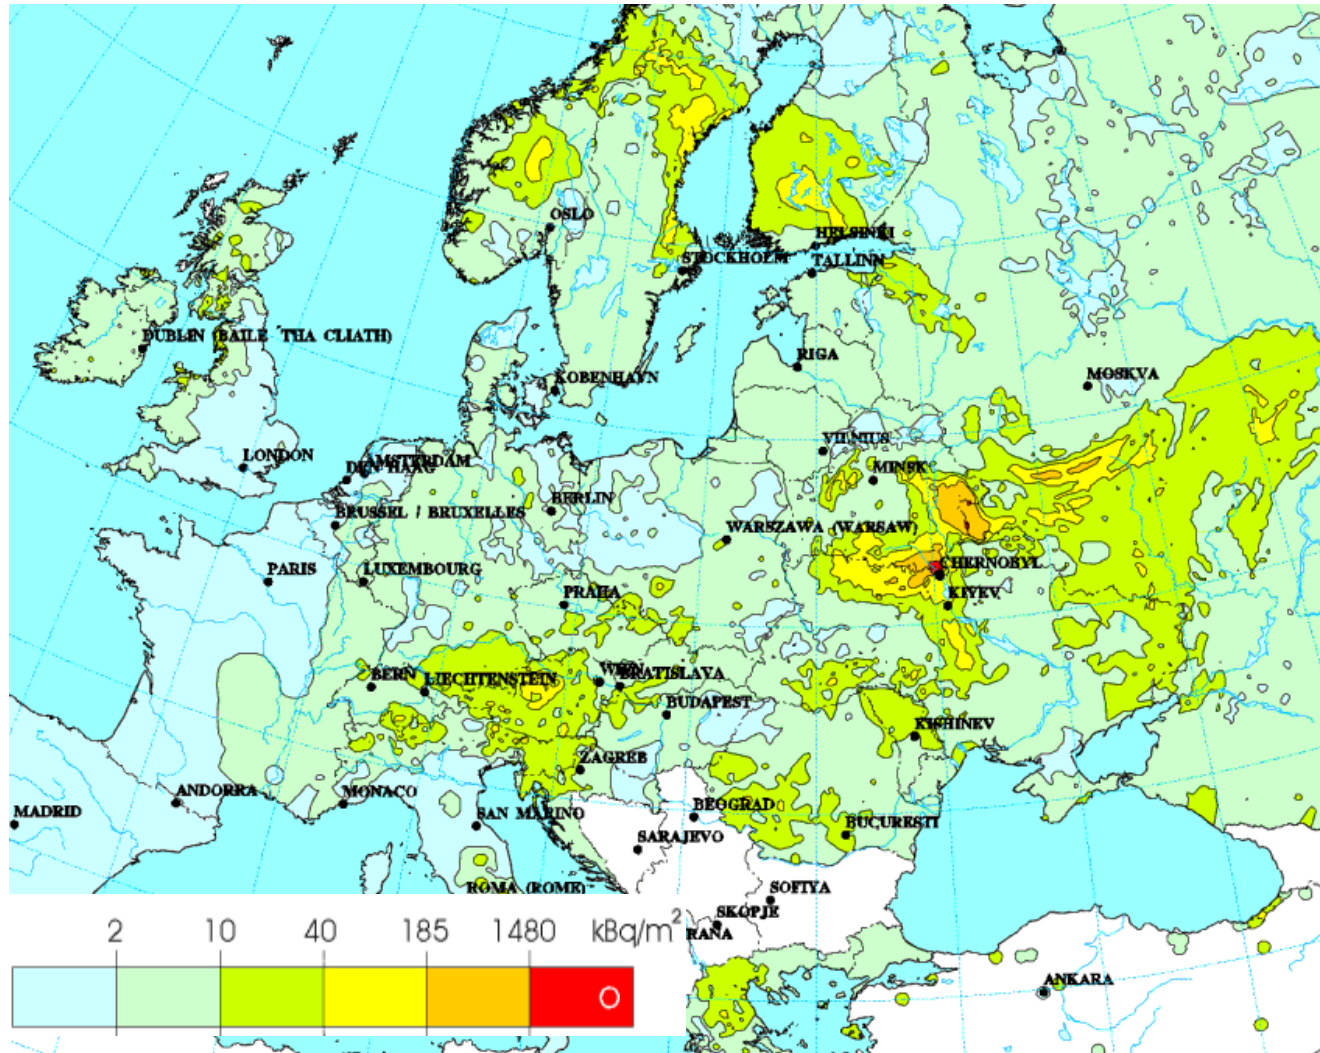 OSLO
HELSINKI
STOCKHOLM
TALLINN
DUBLIN (BAILE ´THA CLIATH)
RIGA
KOBENHAVN
MOSKVA
VILNIUS
LONDON
AMSTERDAM
DEN HAAG
MINSK
BERLIN
BRUSSEL / BRUXELLES
WARSZAWA (WARSAW)
CHERNOBYL
PARIS
LUXEMBOURG
PRAHA
KIYEV
BERN
WIEN
LIECHTENSTEIN
BRATISLAVA
BUDAPEST
KISHINEV
ZAGREB
ANDORRA
MONACO
MADRID
SAN MARINO
BEOGRAD
BUCURESTI
SARAJEVO
ROMA (ROME)
SOFIYA
SKOPJE
RANA
ANKARA
2 10 40 185 1480 kBq/m²